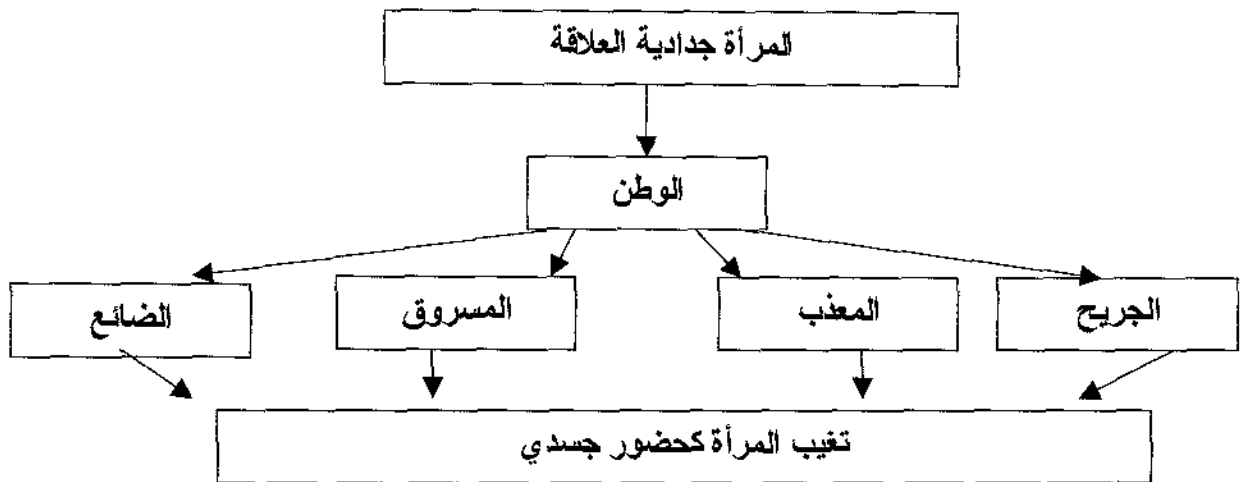 المرأة جدادية العلاقة
الوطن
الجريح
المعذب
المسروق
الضائع
تغيب المرأة كحضور جسدي